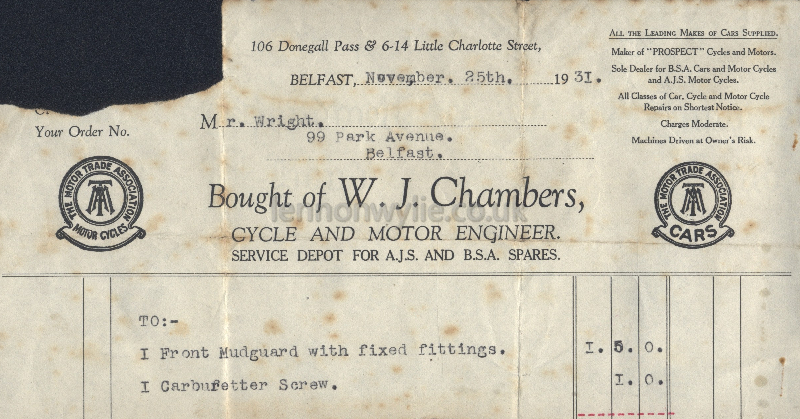 106 Donegall Pass & 6-14 Little Charlotte Street,
BELFAST, November. 25th. 1931.
ALL THE LEADING MAKES OF CARS SUPPLIED.
Maker of "PROSPECT" Cycles and Motors.
Sole Dealer for B.S.A. Cars and Motor Cycles
and A.J.S. Motor Cycles.
All Classes of Car, Cycle and Motor Cycle
Repairs on Shortest Notice.
Charges Moderate.
Machines Driven at Owner's Risk.
Your Order No.
Mr. Wright.
99 Park Avenue.
Belfast.
THE MOTOR TRADE ASSOCIATION
MOTOR CYCLES
Bought of W. J. Chambers,
lennonwylie.co.uk
CYCLE AND MOTOR ENGINEER.
SERVICE DEPOT FOR A.J.S. AND B.S.A. SPARES.
THE MOTOR TRADE ASSOCIATION
CARS
TO:-
I Front Mudguard with fixed fittings. I. 5. 0.
I Carburetter Screw. I. 0.